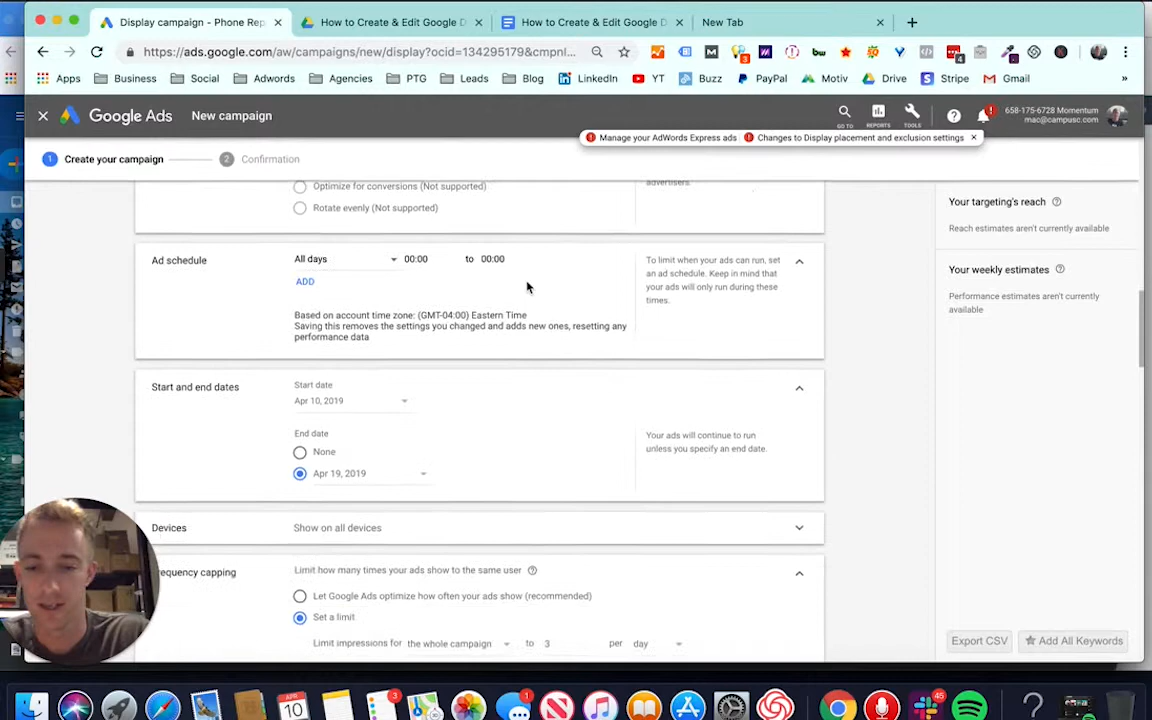 Display campaign - Phone Rep
How to Create & Edit Google D
How to Create & Edit Google D
New Tab
https://ads.google.com/aw/campaigns/new/display?ocid=134295179&cmpnl...
Apps
Business
Social
Adwords
Agencies
PTG
Leads
Blog
LinkedIn
YT
Buzz
PayPal
Motiv
Drive
Stripe
Gmail
»
Google Ads
New campaign
GO TO
REPORTS
TOOLS
658-175-6728 Momentum
mac@campusc.com
Manage your AdWords Express ads
Changes to Display placement and exclusion settings
1 Create your campaign
2 Confirmation
Optimize for conversions (Not supported)
Rotate evenly (Not supported)
advertisers.
Your targeting's reach
Reach estimates aren't currently available
Your weekly estimates
Performance estimates aren't currently
available
Ad schedule
All days
00:00
to 00:00
ADD
Based on account time zone: (GMT-04:00) Eastern Time
Saving this removes the settings you changed and adds new ones, resetting any
performance data
To limit when your ads can run, set
an ad schedule. Keep in mind that
your ads will only run during these
times.
Start and end dates
Start date
Apr 10, 2019
End date
None
Apr 19, 2019
Your ads will continue to run
unless you specify an end date.
Devices
Show on all devices
requency capping
Limit how many times your ads show to the same user
Let Google Ads optimize how often your ads show (recommended)
Set a limit
Limit impressions for the whole campaign to 3 per day
Export CSV
Add All Keywords
APR
10
3
1
45